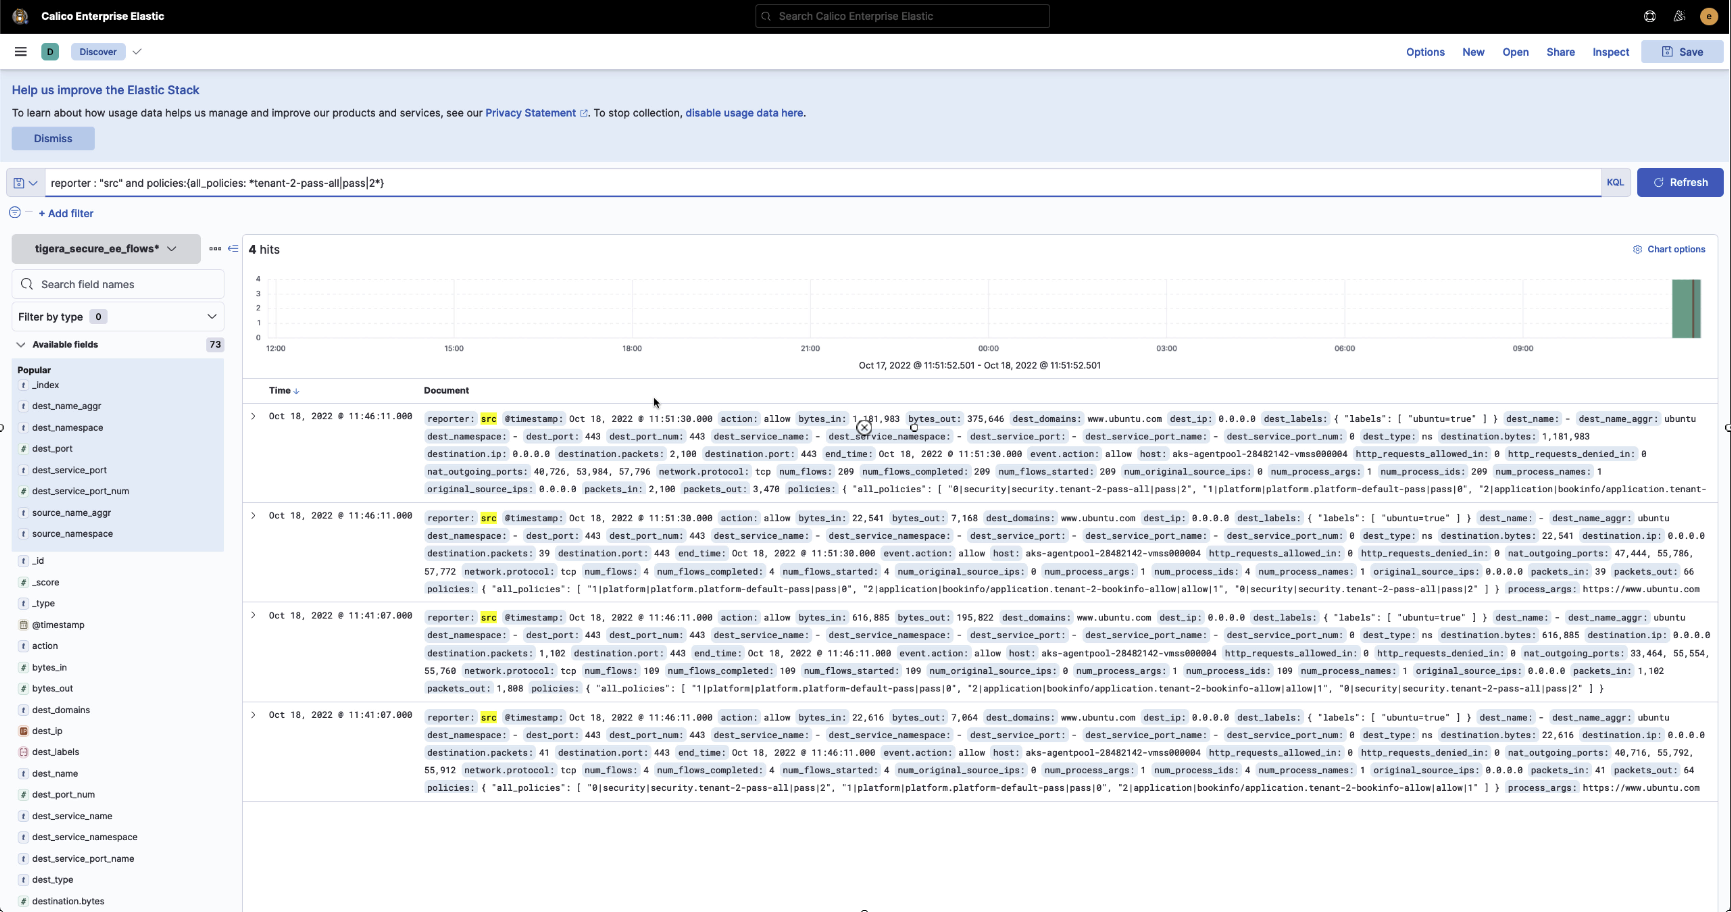 Calico Enterprise Elastic
Search Calico Enterprise Elastic
e
D
Discover
Options
New
Open
Share
Inspect
Save
Help us improve the Elastic Stack
To learn about how usage data helps us manage and improve our products and services, see our Privacy Statement. To stop collection, disable usage data here.
Dismiss
reporter : "src" and policies:{all_policies: *tenant-2-pass-all|pass|2*}
KQL
Refresh
+ Add filter
tigera_secure_ee_flows*
Search field names
Filter by type 0
Available fields 73
Popular
t _index
t dest_name_aggr
t dest_namespace
# dest_port
t dest_service_port
# dest_service_port_num
t source_name_aggr
t source_namespace
t _id
# _score
t _type
@timestamp
t action
# bytes_in
# bytes_out
t dest_domains
dest_ip
dest_labels
t dest_name
# dest_port_num
t dest_service_name
t dest_service_namespace
t dest_service_port_name
t dest_type
# destination.bytes
4 hits
Chart options
4
3
2
1
0
12:00 15:00 18:00 21:00 00:00 03:00 06:00 09:00
Oct 17, 2022 @ 11:51:52.501 - Oct 18, 2022 @ 11:51:52.501
Time Document
Oct 18, 2022 @ 11:46:11.000
reporter: src @timestamp: Oct 18, 2022 @ 11:51:30.000 action: allow bytes_in: 1,181,983 bytes_out: 375,646 dest_domains: www.ubuntu.com dest_ip: 0.0.0.0 dest_labels: { "labels": [ "ubuntu=true" ] } dest_name: - dest_name_aggr: ubuntu
dest_namespace: - dest_port: 443 dest_port_num: 443 dest_service_name: - dest_service_namespace: - dest_service_port: - dest_service_port_name: - dest_service_port_num: 0 dest_type: ns destination.bytes: 1,181,983
destination.ip: 0.0.0.0 destination.packets: 2,100 destination.port: 443 end_time: Oct 18, 2022 @ 11:51:30.000 event.action: allow host: aks-agentpool-28482142-vmss000004 http_requests_allowed_in: 0 http_requests_denied_in: 0
nat_outgoing_ports: 40,726, 53,984, 57,796 network.protocol: tcp num_flows: 209 num_flows_completed: 209 num_flows_started: 209 num_original_source_ips: 0 num_process_args: 1 num_process_ids: 209 num_process_names: 1
original_source_ips: 0.0.0.0 packets_in: 2,100 packets_out: 3,470 policies: { "all_policies": [ "0|security|security.tenant-2-pass-all|pass|2", "1|platform|platform.platform-default-pass|pass|0", "2|application|bookinfo/application.tenant-
Oct 18, 2022 @ 11:46:11.000
reporter: src @timestamp: Oct 18, 2022 @ 11:51:30.000 action: allow bytes_in: 22,541 bytes_out: 7,168 dest_domains: www.ubuntu.com dest_ip: 0.0.0.0 dest_labels: { "labels": [ "ubuntu=true" ] } dest_name: - dest_name_aggr: ubuntu
dest_namespace: - dest_port: 443 dest_port_num: 443 dest_service_name: - dest_service_namespace: - dest_service_port: - dest_service_port_name: - dest_service_port_num: 0 dest_type: ns destination.bytes: 22,541 destination.ip: 0.0.0.0
destination.packets: 39 destination.port: 443 end_time: Oct 18, 2022 @ 11:51:30.000 event.action: allow host: aks-agentpool-28482142-vmss000004 http_requests_allowed_in: 0 http_requests_denied_in: 0 nat_outgoing_ports: 47,444, 55,786,
57,772 network.protocol: tcp num_flows: 4 num_flows_completed: 4 num_flows_started: 4 num_original_source_ips: 0 num_process_args: 1 num_process_ids: 4 num_process_names: 1 original_source_ips: 0.0.0.0 packets_in: 39 packets_out: 66
policies: { "all_policies": [ "1|platform|platform.platform-default-pass|pass|0", "2|application|bookinfo/application.tenant-2-bookinfo-allow|allow|1", "0|security|security.tenant-2-pass-all|pass|2" ] } process_args: https://www.ubuntu.com
Oct 18, 2022 @ 11:41:07.000
reporter: src @timestamp: Oct 18, 2022 @ 11:46:11.000 action: allow bytes_in: 616,885 bytes_out: 195,822 dest_domains: www.ubuntu.com dest_ip: 0.0.0.0 dest_labels: { "labels": [ "ubuntu=true" ] } dest_name: - dest_name_aggr: ubuntu
dest_namespace: - dest_port: 443 dest_port_num: 443 dest_service_name: - dest_service_namespace: - dest_service_port: - dest_service_port_name: - dest_service_port_num: 0 dest_type: ns destination.bytes: 616,885 destination.ip: 0.0.0.0
destination.packets: 1,102 destination.port: 443 end_time: Oct 18, 2022 @ 11:46:11.000 event.action: allow host: aks-agentpool-28482142-vmss000004 http_requests_allowed_in: 0 http_requests_denied_in: 0 nat_outgoing_ports: 33,464, 55,554,
55,760 network.protocol: tcp num_flows: 109 num_flows_completed: 109 num_flows_started: 109 num_original_source_ips: 0 num_process_args: 1 num_process_ids: 109 num_process_names: 1 original_source_ips: 0.0.0.0 packets_in: 1,102
packets_out: 1,808 policies: { "all_policies": [ "1|platform|platform.platform-default-pass|pass|0", "2|application|bookinfo/application.tenant-2-bookinfo-allow|allow|1", "0|security|security.tenant-2-pass-all|pass|2" ] }
Oct 18, 2022 @ 11:41:07.000
reporter: src @timestamp: Oct 18, 2022 @ 11:46:11.000 action: allow bytes_in: 22,616 bytes_out: 7,064 dest_domains: www.ubuntu.com dest_ip: 0.0.0.0 dest_labels: { "labels": [ "ubuntu=true" ] } dest_name: - dest_name_aggr: ubuntu
dest_namespace: - dest_port: 443 dest_port_num: 443 dest_service_name: - dest_service_namespace: - dest_service_port: - dest_service_port_name: - dest_service_port_num: 0 dest_type: ns destination.bytes: 22,616 destination.ip: 0.0.0.0
destination.packets: 41 destination.port: 443 end_time: Oct 18, 2022 @ 11:46:11.000 event.action: allow host: aks-agentpool-28482142-vmss000004 http_requests_allowed_in: 0 http_requests_denied_in: 0 nat_outgoing_ports: 40,716, 55,792,
55,912 network.protocol: tcp num_flows: 4 num_flows_completed: 4 num_flows_started: 4 num_original_source_ips: 0 num_process_args: 1 num_process_ids: 4 num_process_names: 1 original_source_ips: 0.0.0.0 packets_in: 41 packets_out: 64
policies: { "all_policies": [ "0|security|security.tenant-2-pass-all|pass|2", "1|platform|platform.platform-default-pass|pass|0", "2|application|bookinfo/application.tenant-2-bookinfo-allow|allow|1" ] } process_args: https://www.ubuntu.com